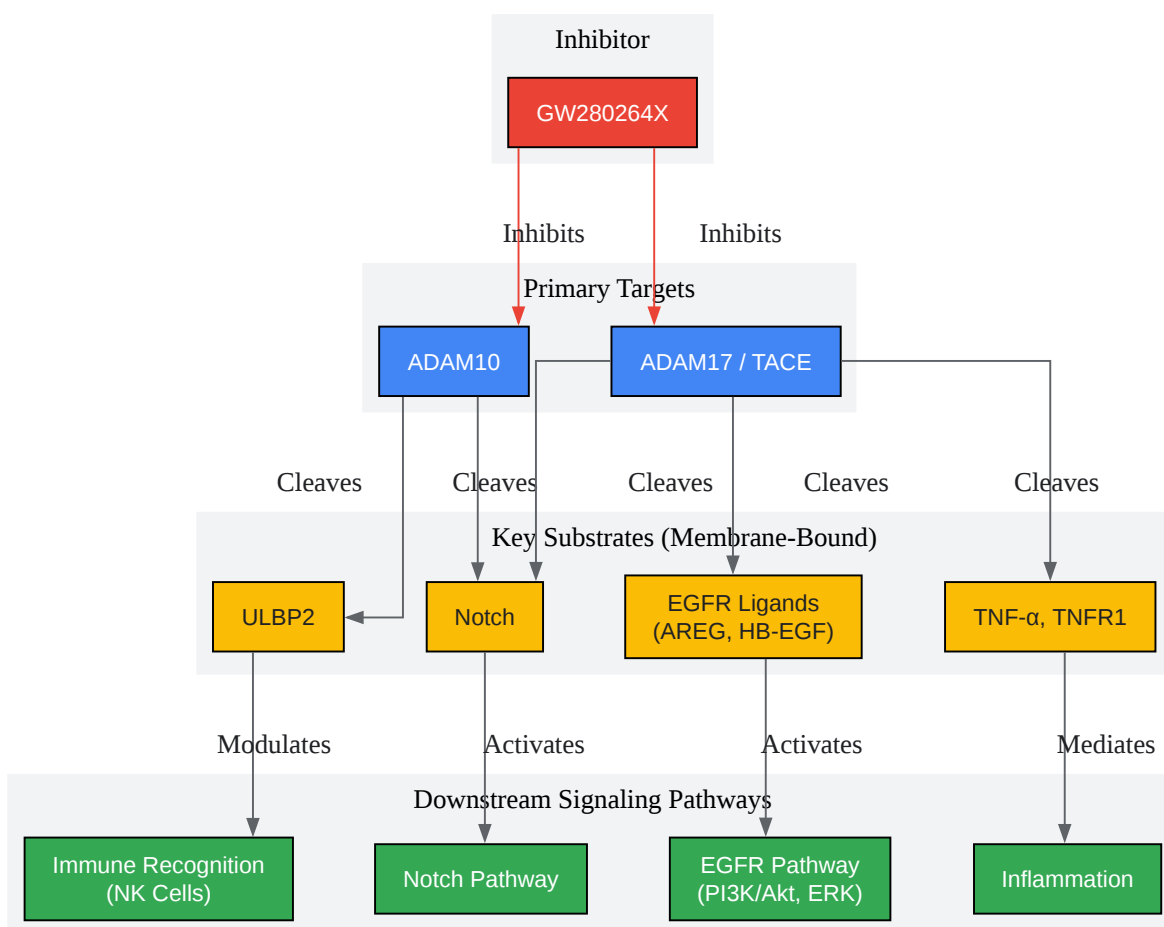 Inhibitor
GW280264X
Inhibits
Inhibits
Primary Targets
ADAM10
ADAM17 / TACE
Cleaves
Cleaves
Cleaves
Cleaves
Cleaves
Key Substrates (Membrane-Bound)
ULBP2
Notch
EGFR Ligands
(AREG, HB-EGF)
TNF-α, TNFR1
Modulates
Activates
Activates
Mediates
Downstream Signaling Pathways
Immune Recognition
(NK Cells)
Notch Pathway
EGFR Pathway
(PI3K/Akt, ERK)
Inflammation